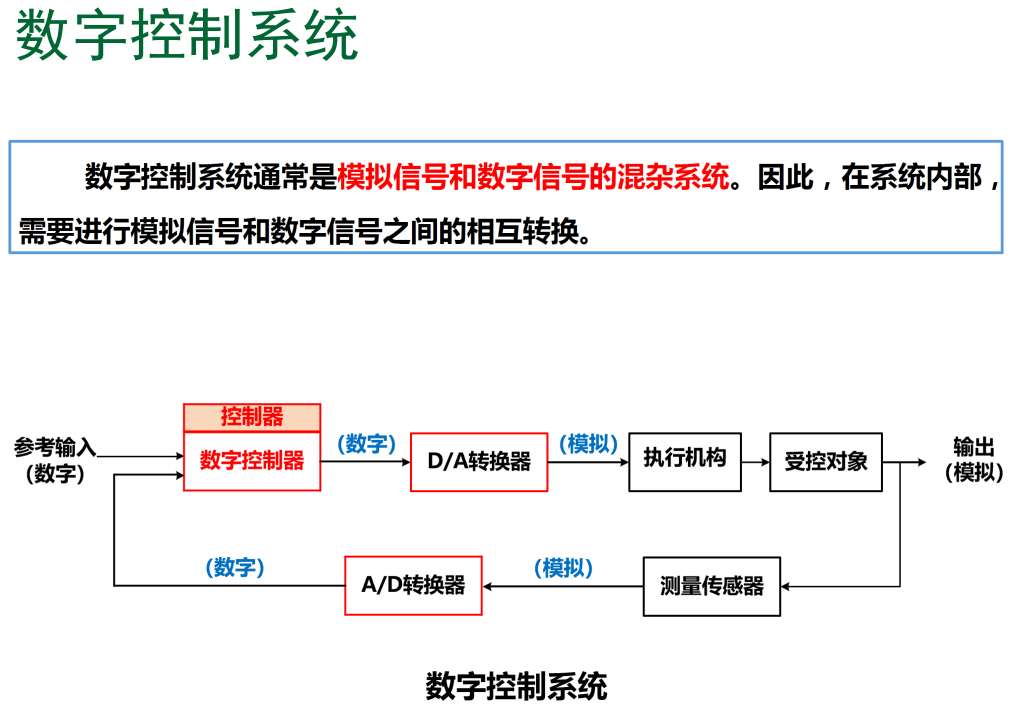 数字控制系统
数字控制系统通常是模拟信号和数字信号的混杂系统。因此，在系统内部，
需要进行模拟信号和数字信号之间的相互转换。
控制器
参考输入
（数字）
数字控制器
（数字）
D/A转换器
（模拟）
执行机构
受控对象
输出
（模拟）
（数字）
A/D转换器
（模拟）
测量传感器
数字控制系统